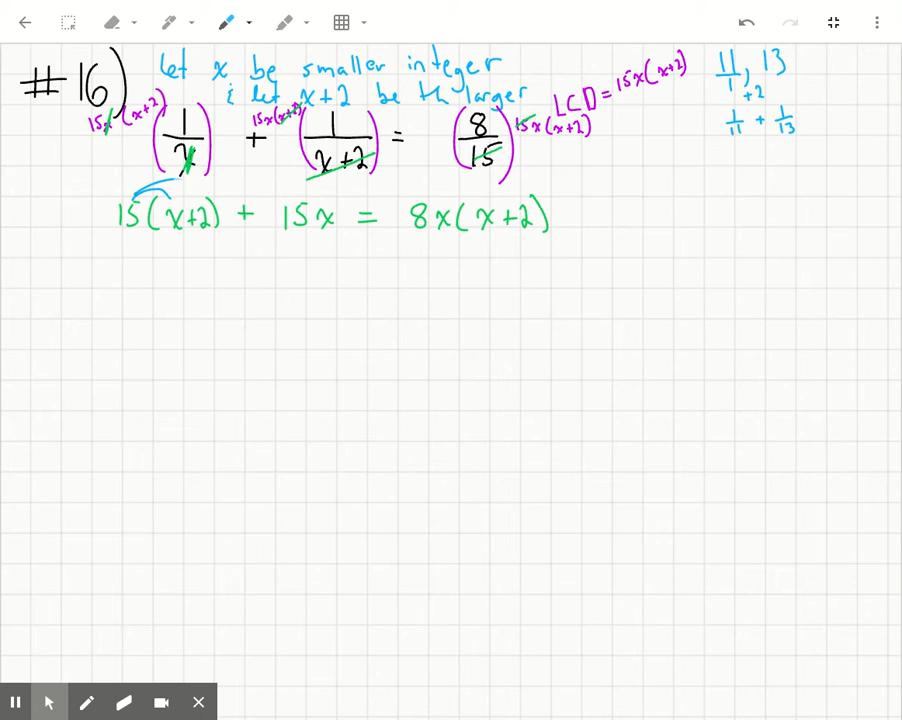 #16) let x be smaller integer
& let x+2 be th larger
LCD = 15x(x+2)
11, 13
+2
1/11 + 1/13
15x(x+2) (1/x) + 15x(x+2) (1/(x+2)) = (8/15) 15x(x+2)
15(x+2) + 15x = 8x(x+2)